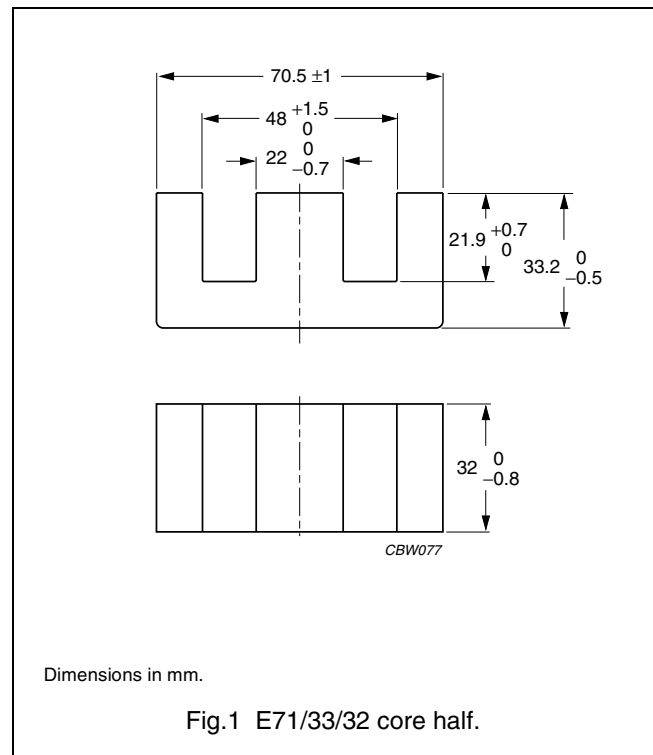 70.5 ±1
48 +1.5 0
22 0 −0.7
21.9 +0.7 0
33.2 0 −0.5
32 0 −0.8
CBW077
Dimensions in mm.
Fig.1 E71/33/32 core half.